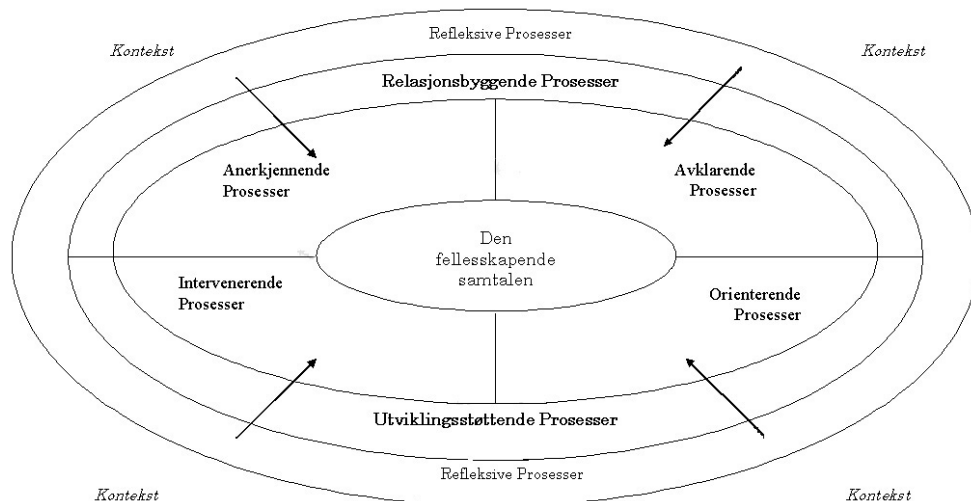 Refleksive Prosesser
Kontekst
Kontekst
Relasjonsbyggende Prosesser
Anerkjennende
Prosesser
Avklarende
Prosesser
Den
fellesskapende
samtalen
Intervenerende
Prosesser
Orienterende
Prosesser
Utviklingsstøttende Prosesser
Refleksive Prosesser
Kontekst
Kontekst